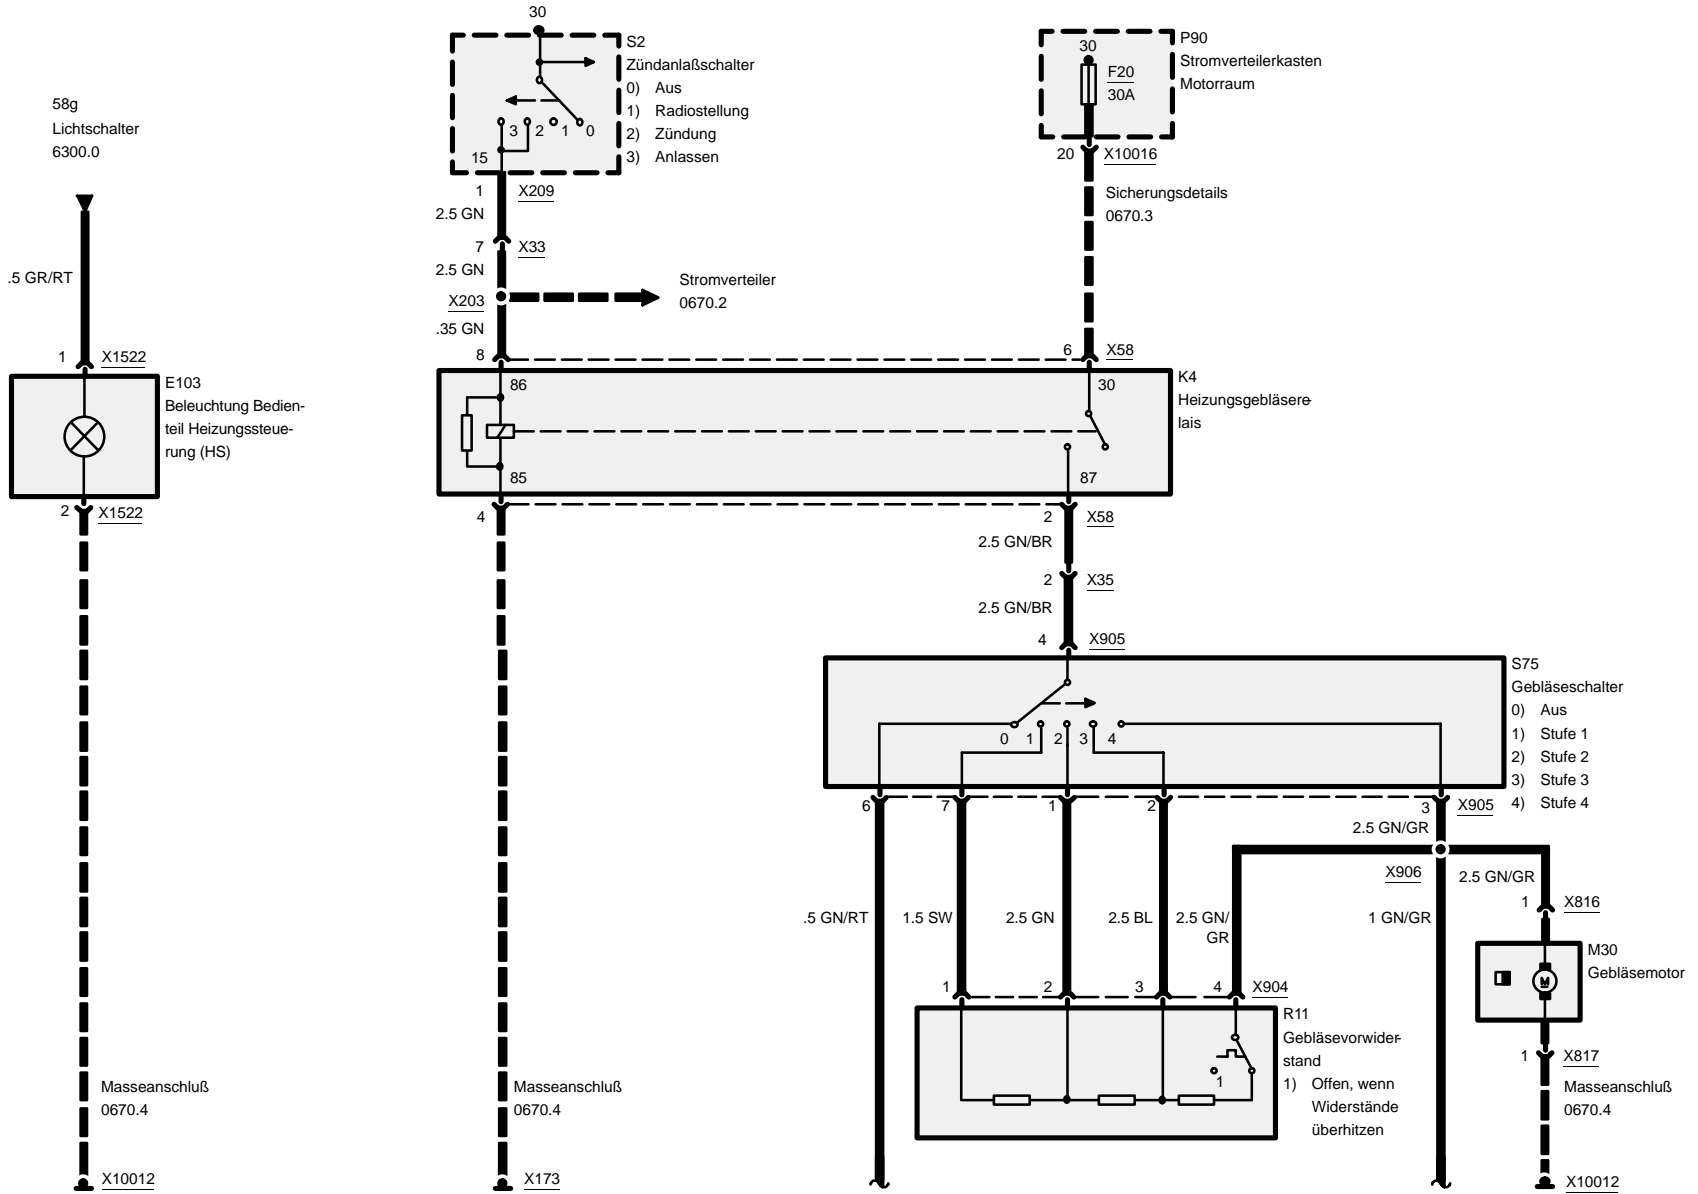 30
S2
Zündanlaßschalter
0) Aus
1) Radiostellung
2) Zündung
3) Anlassen
3 2 1 0
15
1 X209
2.5 GN
7 X33
2.5 GN
X203
Stromverteiler
0670.2
.35 GN
58g
Lichtschalter
6300.0
.5 GR/RT
1 X1522
E103
Beleuchtung Bedien-
teil Heizungssteue-
rung (HS)
2 X1522
Masseanschluß
0670.4
X10012
30
F20
30A
P90
Stromverteilerkasten
Motorraum
20 X10016
Sicherungsdetails
0670.3
8
6 X58
86
30
K4
Heizungsgebläsere-
lais
85
87
4
2 X58
2.5 GN/BR
2 X35
2.5 GN/BR
4 X905
Masseanschluß
0670.4
X173
S75
Gebläseschalter
0) Aus
1) Stufe 1
2) Stufe 2
3) Stufe 3
4) Stufe 4
0 1 2 3 4
6 7 1 2 3 X905
2.5 GN/GR
X906
2.5 GN/GR
.5 GN/RT
1.5 SW
2.5 GN
2.5 BL
2.5 GN/
GR
1 GN/GR
1 X816
M30
Gebläsemotor
M
1 X817
Masseanschluß
0670.4
X10012
1 2 3 4 X904
R11
Gebläsevorwider-
stand
1) Offen, wenn
Widerstände
überhitzen
1